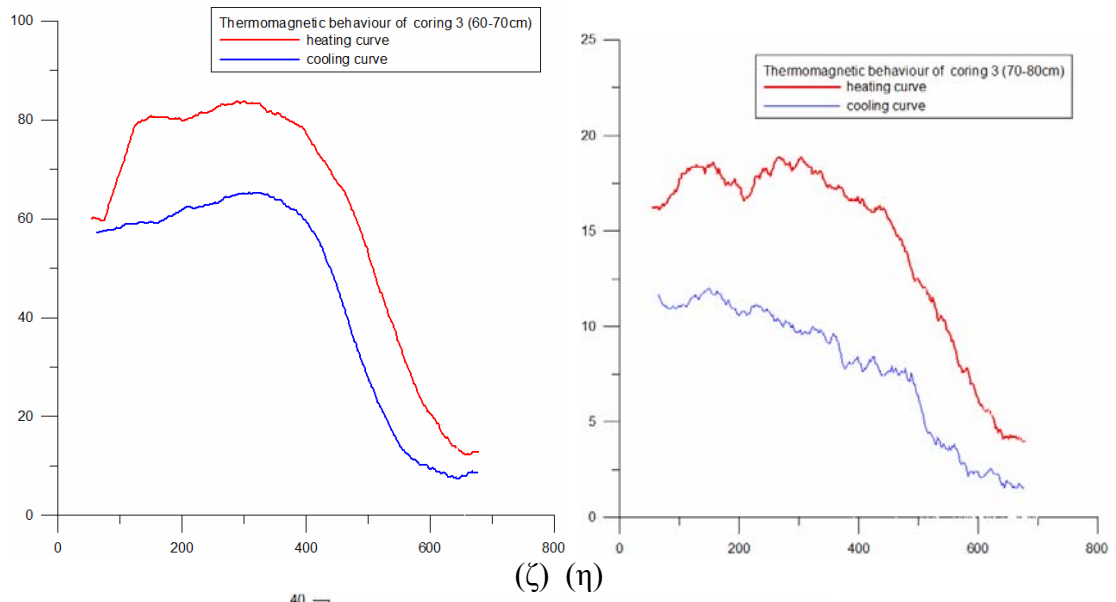 100
80
60
40
20
0
0 200 400 600 800
Thermomagnetic behaviour of coring 3 (60-70cm)
heating curve
cooling curve
25
20
15
10
5
0
0 200 400 600 800
Thermomagnetic behaviour of coring 3 (70-80cm)
heating curve
cooling curve
(ζ) (η)
40